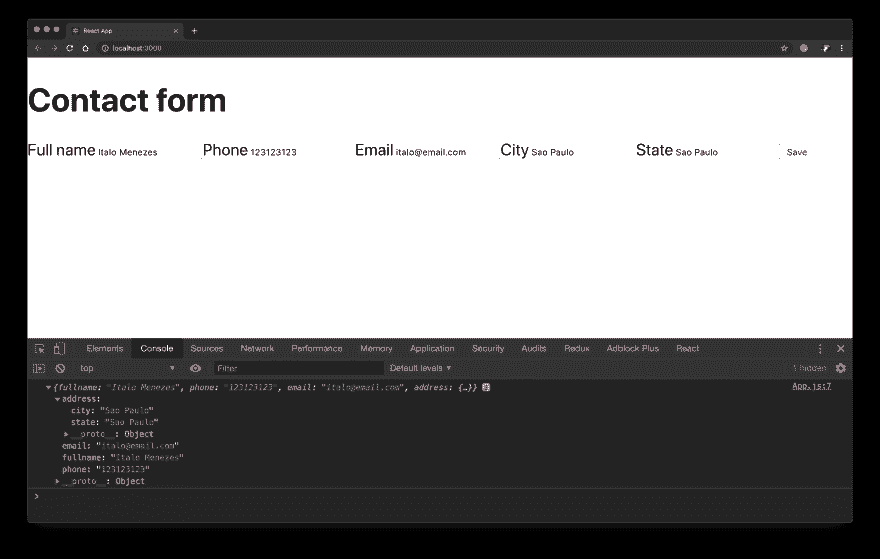 React App
localhost:3000
Contact form
Full name Italo Menezes Phone 123123123 Email italo@email.com City Sao Paulo State Sao Paulo Save
Elements Console Sources Network Performance Memory Application Security Audits Redux Adblock Plus React
top Filter Default levels 1 hidden
{fullname: "Italo Menezes", phone: "123123123", email: "italo@email.com", address: {…}} App.js:7
address:
city: "Sao Paulo"
state: "Sao Paulo"
__proto__: Object
email: "italo@email.com"
fullname: "Italo Menezes"
phone: "123123123"
__proto__: Object